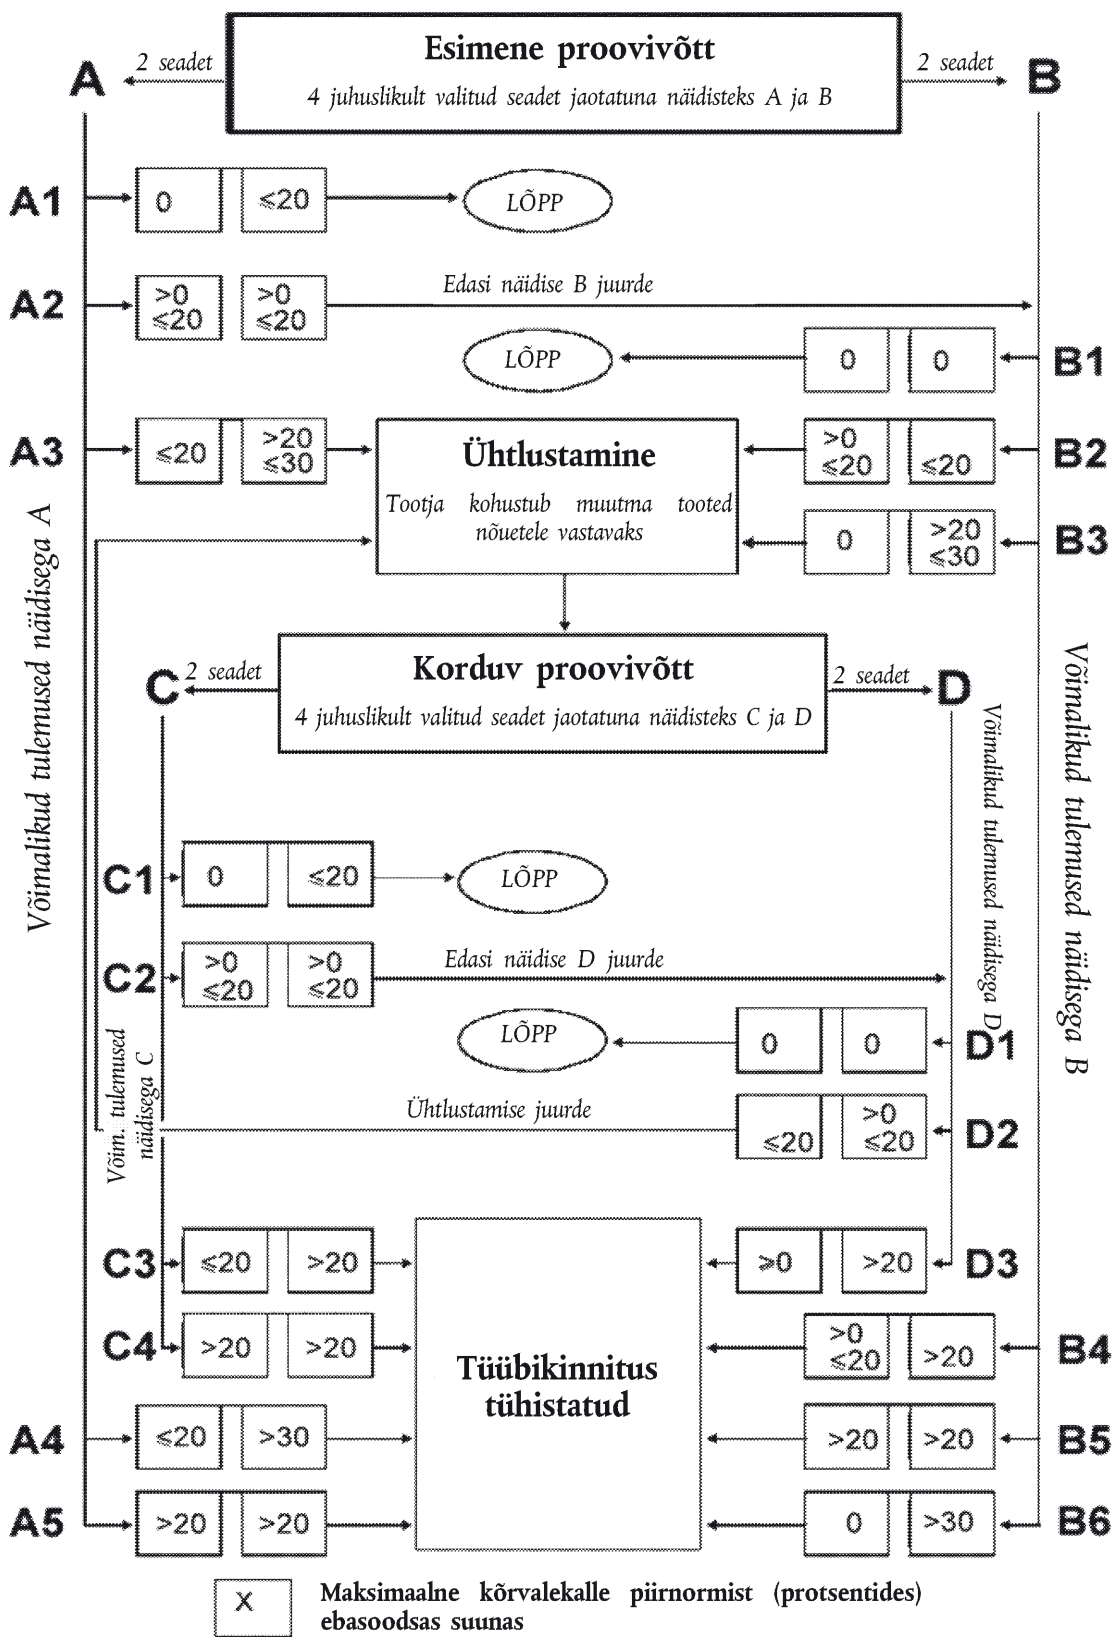 Esimene proovivõtt
4 juhuslikult valitud seadet jaotatuna näidisteks A ja B
A
2 seadet
2 seadet
B
A1
0
≤20
LÕPP
A2
>0
≤20
>0
≤20
Edasi näidise B juurde
LÕPP
0
0
B1
A3
≤20
>20
≤30
Ühtlustamine
Tootja kohustub muutma tooted
nõuetele vastavaks
>0
≤20
≤20
B2
0
>20
≤30
B3
Võimalikud tulemused näidisega A
Võimalikud tulemused näidisega B
C
2 seadet
Korduv proovivõtt
4 juhuslikult valitud seadet jaotatuna näidisteks C ja D
2 seadet
D
Võimalikud tulemused näidisega D
C1
0
≤20
LÕPP
C2
>0
≤20
>0
≤20
Edasi näidise D juurde
LÕPP
0
0
D1
Võim. tulemused
näidisega C
Ühtlustamise juurde
≤20
>0
≤20
D2
C3
≤20
>20
≥0
>20
D3
C4
>20
>20
Tüübikinnitus
tühistatud
>0
≤20
>20
B4
A4
≤20
>30
>20
>20
B5
A5
>20
>20
0
>30
B6
X
Maksimaalne kõrvalekalle piirnormist (protsentides)
ebasoodsas suunas